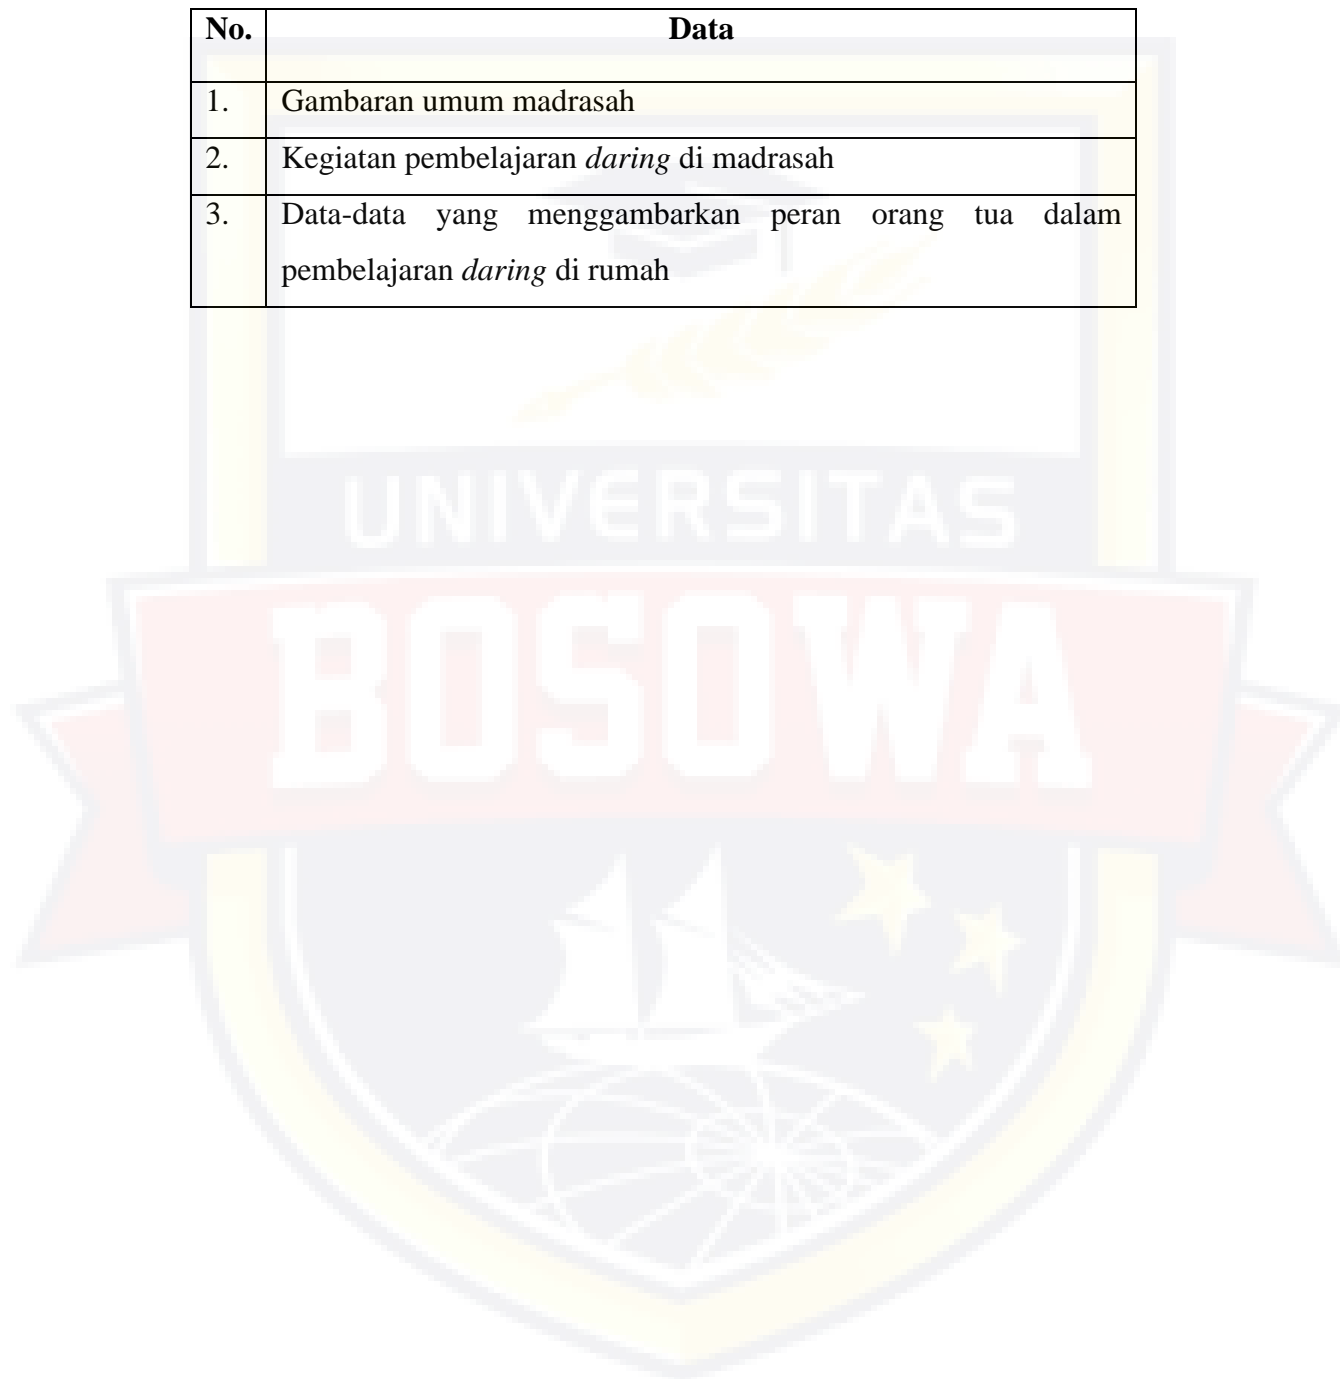 No. Data
1. Gambaran umum madrasah
2. Kegiatan pembelajaran daring di madrasah
3. Data-data yang menggambarkan peran orang tua dalam
pembelajaran daring di rumah
UNIVERSITAS
BOSOWA